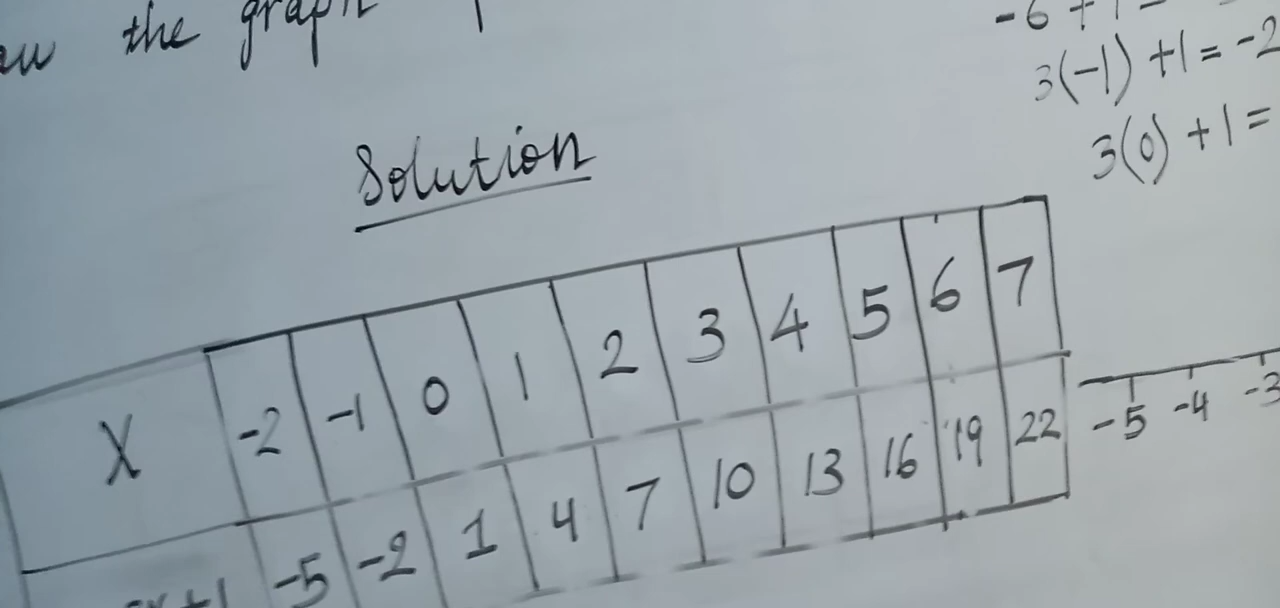 the graph
-6 + 1 =
3(-1) + 1 = -2
3(0) + 1 =
Solution
X -2 -1 0 1 2 3 4 5 6 7
+1 -5 -2 1 4 7 10 13 16 19 22
-5 -4 -3